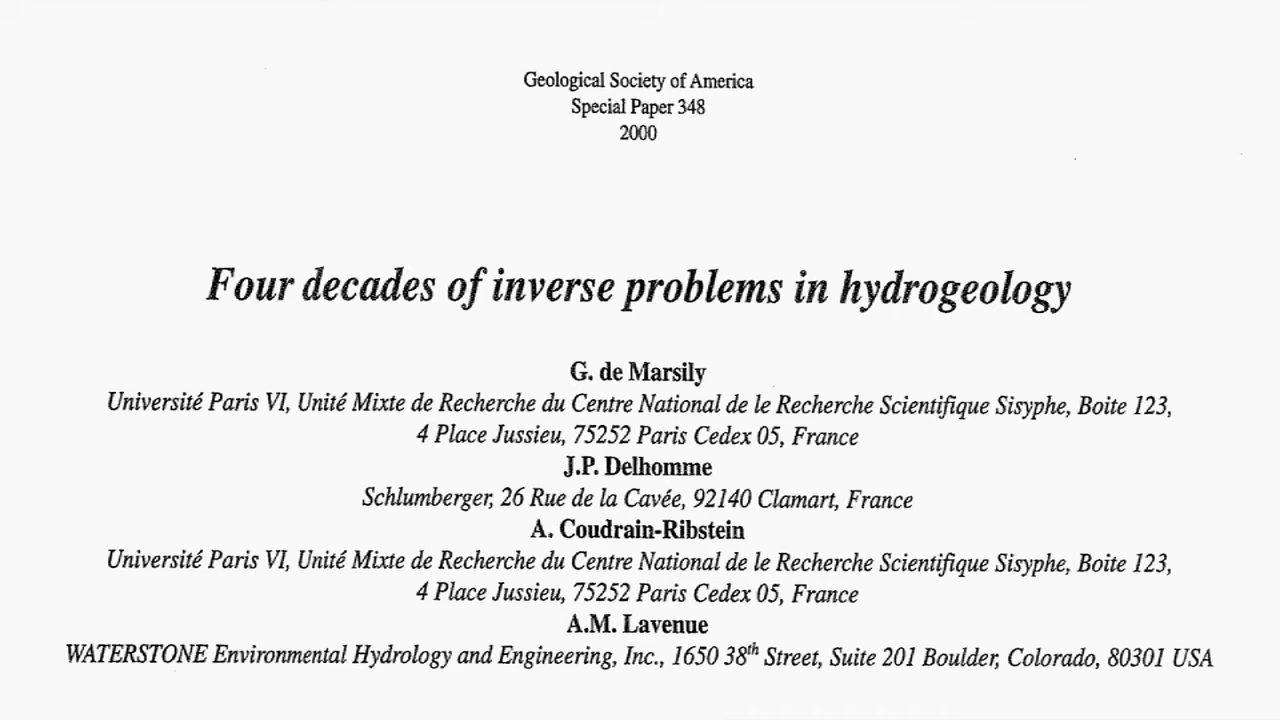 Geological Society of America
Special Paper 348
2000
Four decades of inverse problems in hydrogeology
G. de Marsily
Université Paris VI, Unité Mixte de Recherche du Centre National de le Recherche Scientifique Sisyphe, Boite 123,
4 Place Jussieu, 75252 Paris Cedex 05, France
J.P. Delhomme
Schlumberger, 26 Rue de la Cavée, 92140 Clamart, France
A. Coudrain-Ribstein
Université Paris VI, Unité Mixte de Recherche du Centre National de le Recherche Scientifique Sisyphe, Boite 123,
4 Place Jussieu, 75252 Paris Cedex 05, France
A.M. Lavenue
WATERSTONE Environmental Hydrology and Engineering, Inc., 1650 38th Street, Suite 201 Boulder, Colorado, 80301 USA